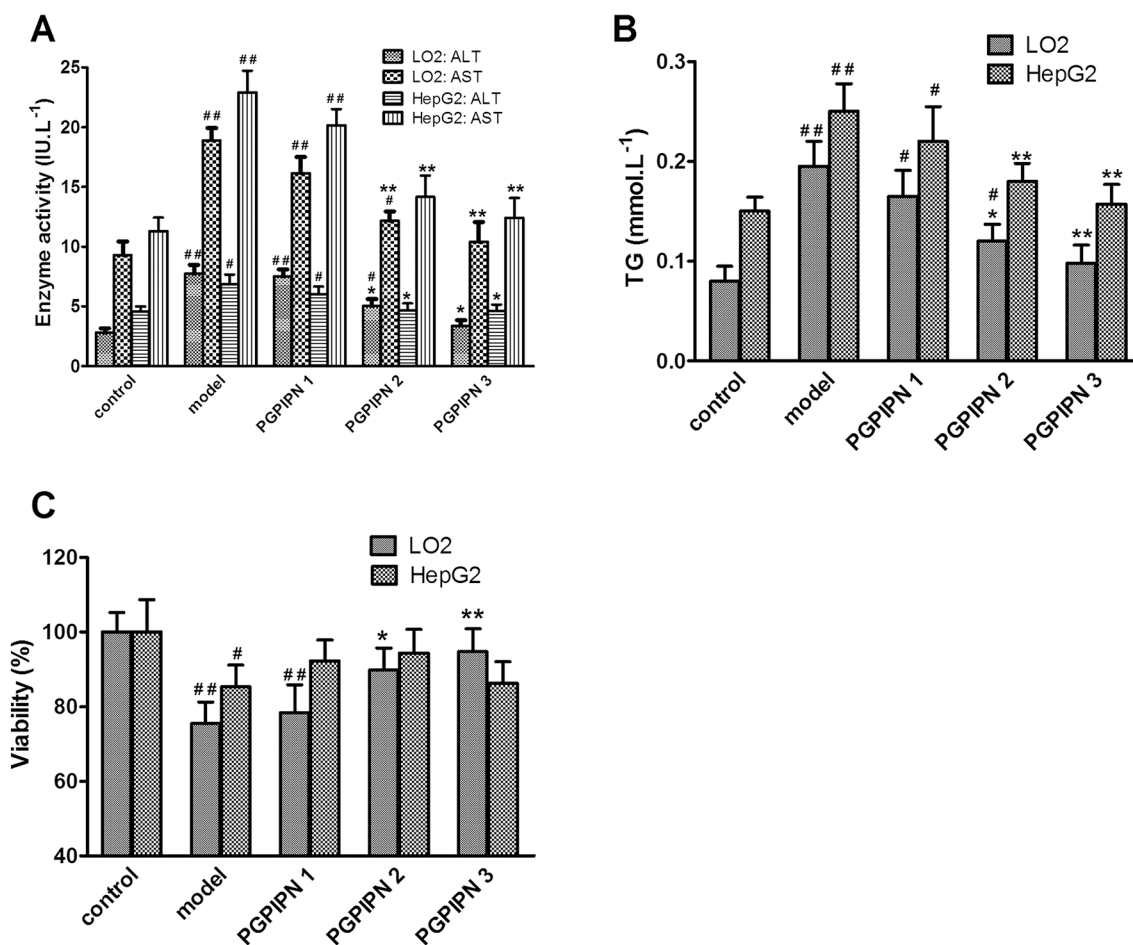 A
LO2: ALT
LO2: AST
HepG2: ALT
HepG2: AST
Enzyme activity (IU.L-1)
25
20
15
10
5
0
##
##
##
#
##
##
##
#
#
*
**
#
*
**
*
**
*
**
control
model
PGPIPN 1
PGPIPN 2
PGPIPN 3
B
LO2
HepG2
TG (mmol.L-1)
0.3
0.2
0.1
0.0
##
##
#
#
#
*
**
**
**
control
model
PGPIPN 1
PGPIPN 2
PGPIPN 3
C
LO2
HepG2
Viability (%)
120
100
80
60
40
##
#
##
*
**
control
model
PGPIPN 1
PGPIPN 2
PGPIPN 3